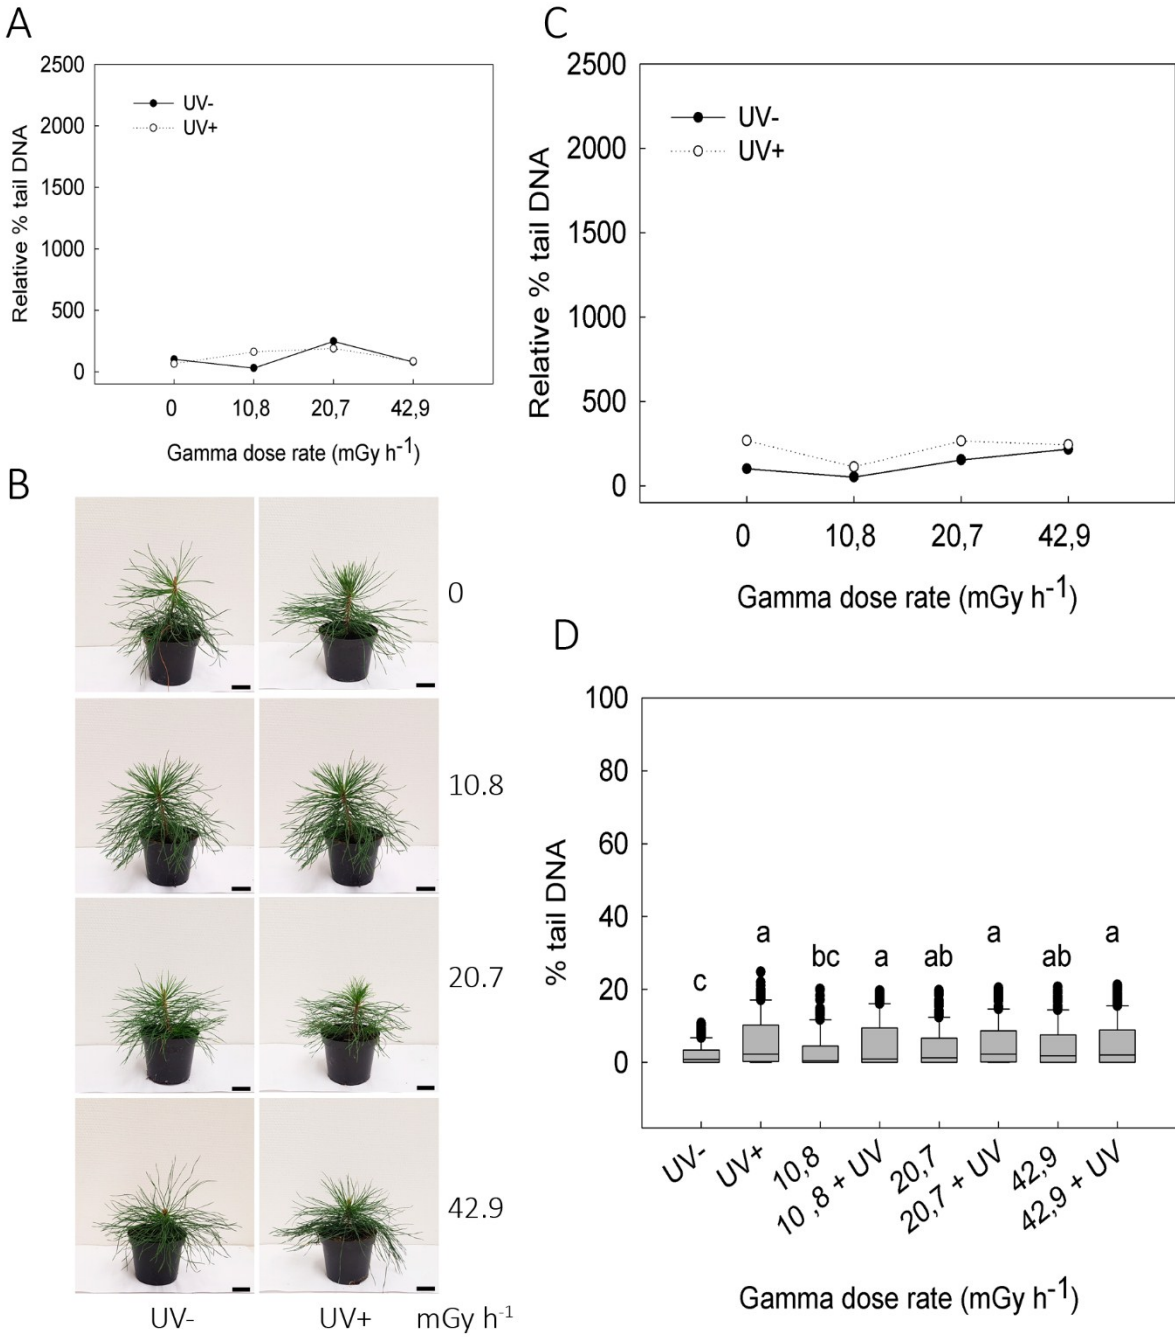 A
2500
2000
1500
1000
500
0
UV-
UV+
Relative % tail DNA
0 10,8 20,7 42,9
Gamma dose rate (mGy h-1)
B
0
10.8
20.7
42.9
UV- UV+ mGy h-1
C
2500
2000
1500
1000
500
0
UV-
UV+
Relative % tail DNA
0 10,8 20,7 42,9
Gamma dose rate (mGy h-1)
D
100
80
60
40
20
0
% tail DNA
c a bc a ab a ab a
UV- UV+ 10,8 10 ,8 + UV 20,7 20,7 + UV 42,9 42,9 + UV
Gamma dose rate (mGy h-1)